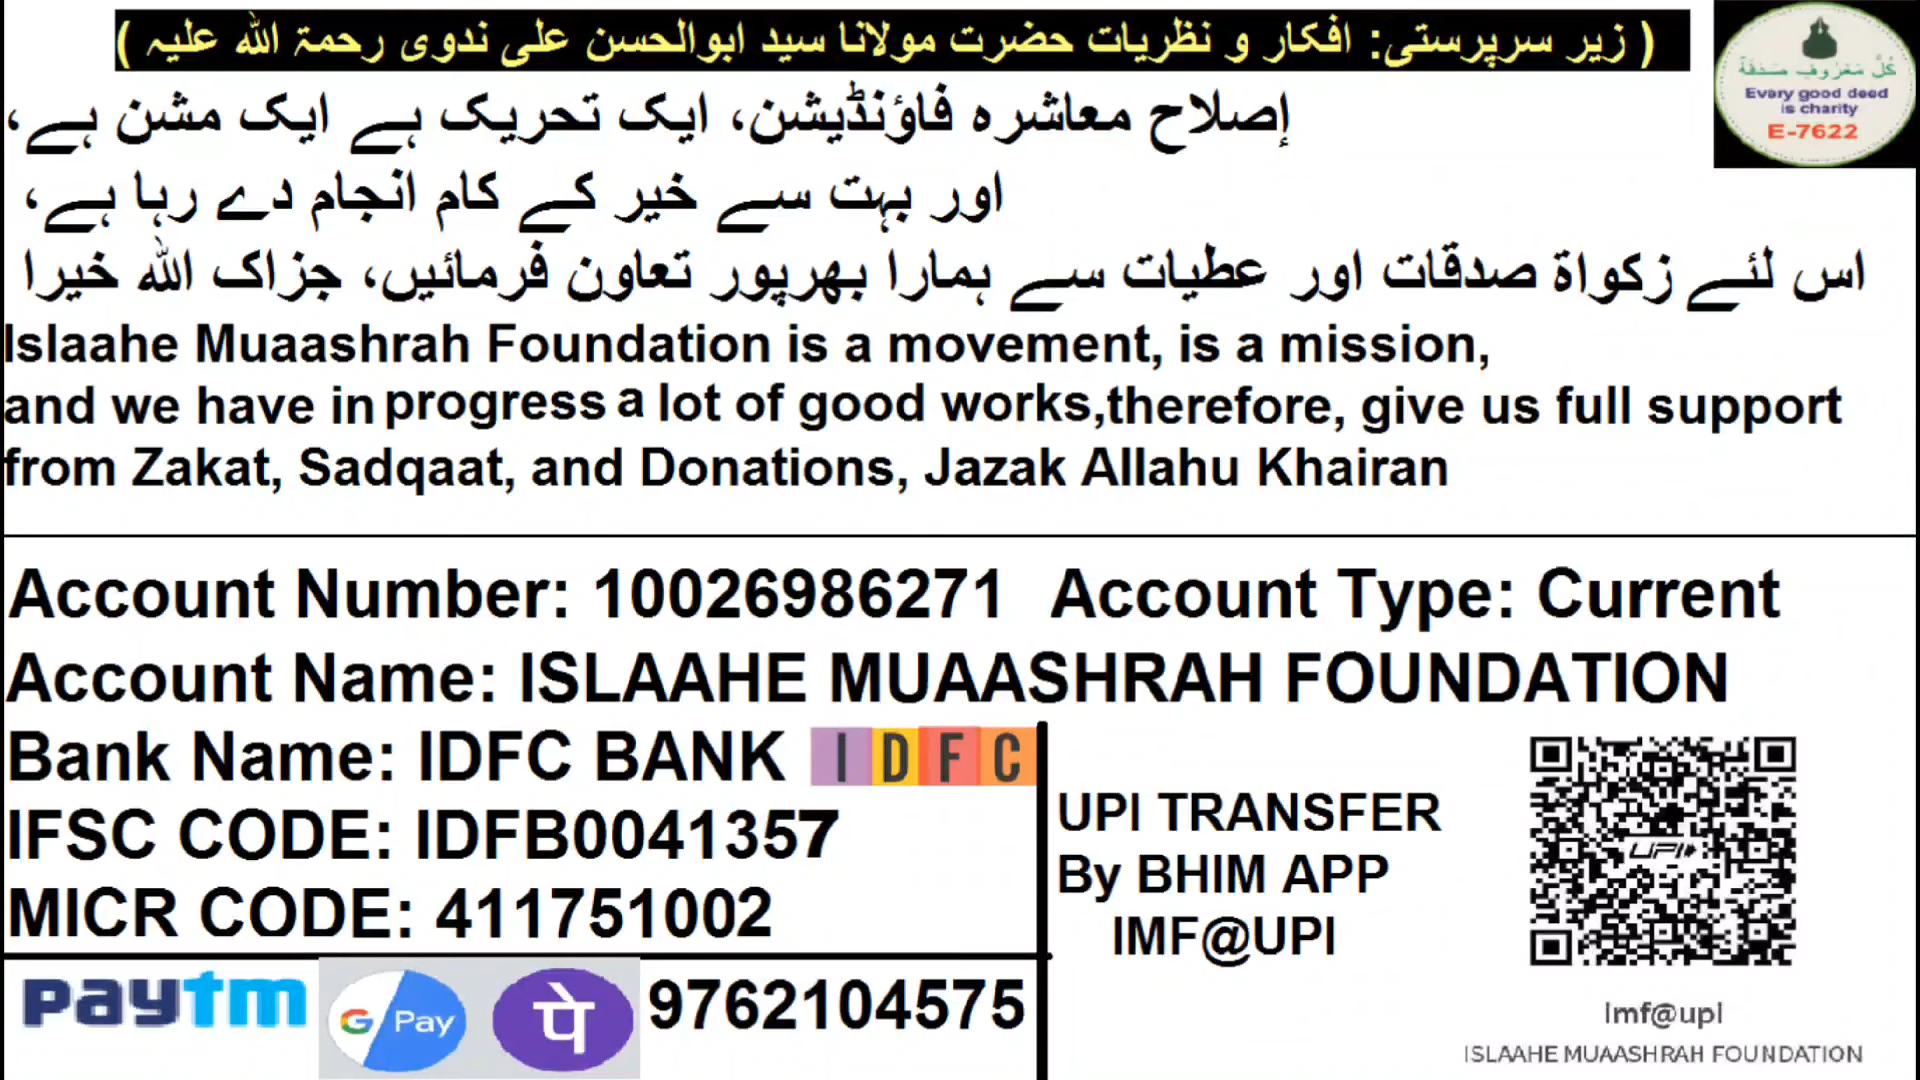 ( زیر سرپرستی: افکار و نظریات حضرت مولانا سید ابوالحسن علی ندوی رحمۃ اللہ علیہ )
كُلُّ مَعْرُوفٍ صَدَقَةٌ
Every good deed
is charity
E-7622
إصلاح معاشرہ فاؤنڈیشن، ایک تحریک ہے ایک مشن ہے،
اور بہت سے خیر کے کام انجام دے رہا ہے،
اس لئے زکواۃ صدقات اور عطیات سے ہمارا بھرپور تعاون فرمائیں، جزاک اللہ خیرا
Islaahe Muaashrah Foundation is a movement, is a mission,
and we have in progress a lot of good works,therefore, give us full support
from Zakat, Sadqaat, and Donations, Jazak Allahu Khairan
Account Number: 10026986271 Account Type: Current
Account Name: ISLAAHE MUAASHRAH FOUNDATION
Bank Name: IDFC BANK IDFC
IFSC CODE: IDFB0041357
MICR CODE: 411751002
UPI TRANSFER
By BHIM APP
IMF@UPI
UPI
Paytm G Pay पे 9762104575
Imf@upI
ISLAAHE MUAASHRAH FOUNDATION